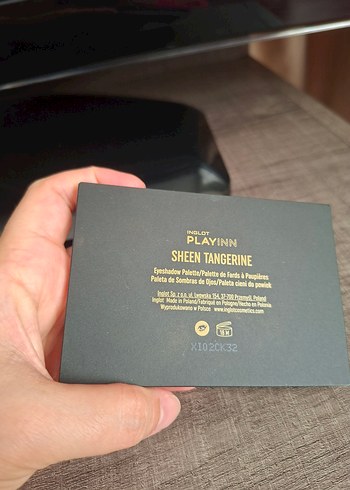 INGLOT
PLAYINN
SHEEN TANGERINE
Eyeshadow Palette/Palette de Fards à Paupières
Paleta de Sombras de Ojos/Paleta cieni do powiek
Inglot Sp. z o.o. ul. Lwowska 154, 37-700 Przemyśl, Poland
Inglot Made in Poland/Fabriqué en Pologne/Hecho en Polonia
Wyprodukowano w Polsce www.inglotcosmetics.com
X102CK32